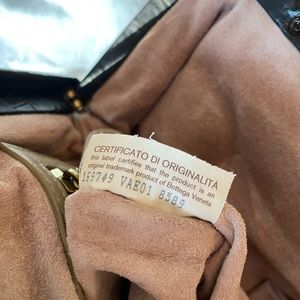 CERTIFICATO DI ORIGINALITÀ
this label certifies that the product is an
original trademark product of Bottega Veneta
169749 VAE01 8589